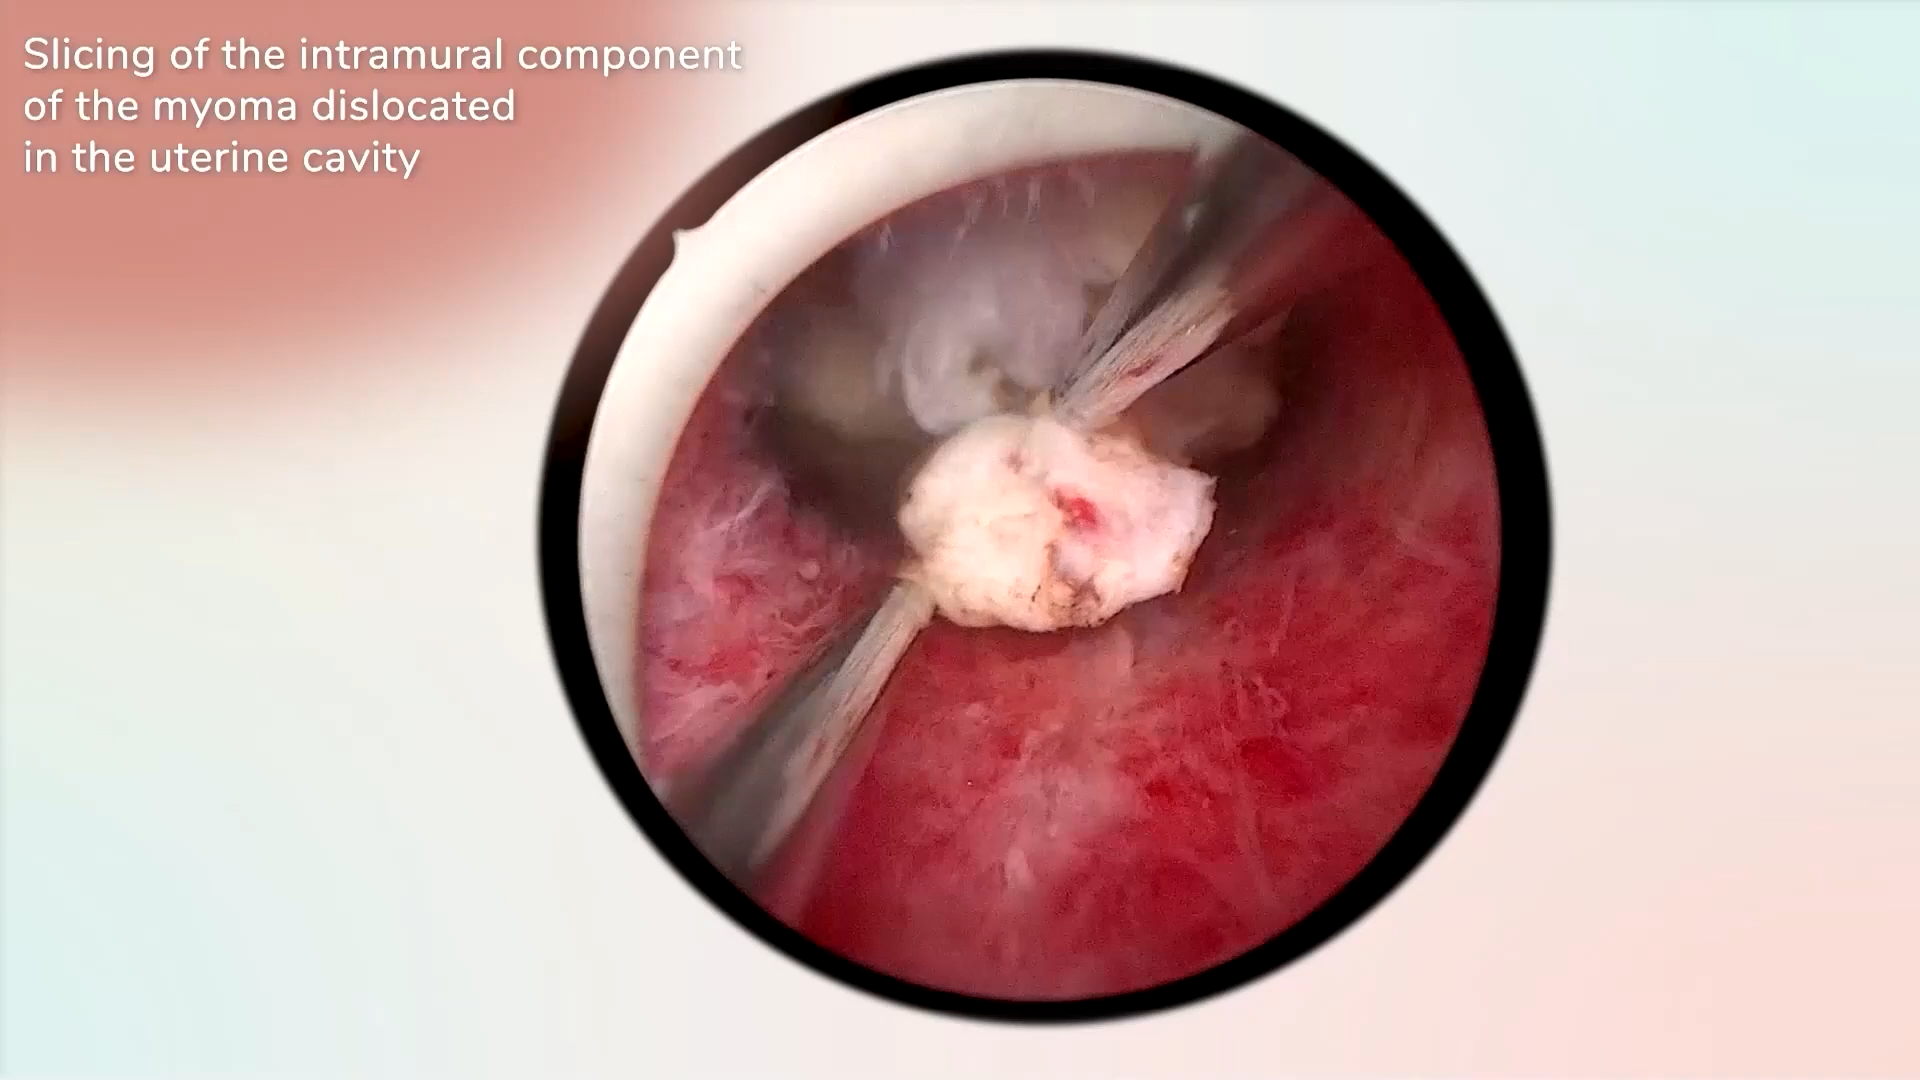 Slicing of the intramural component
of the myoma dislocated
in the uterine cavity